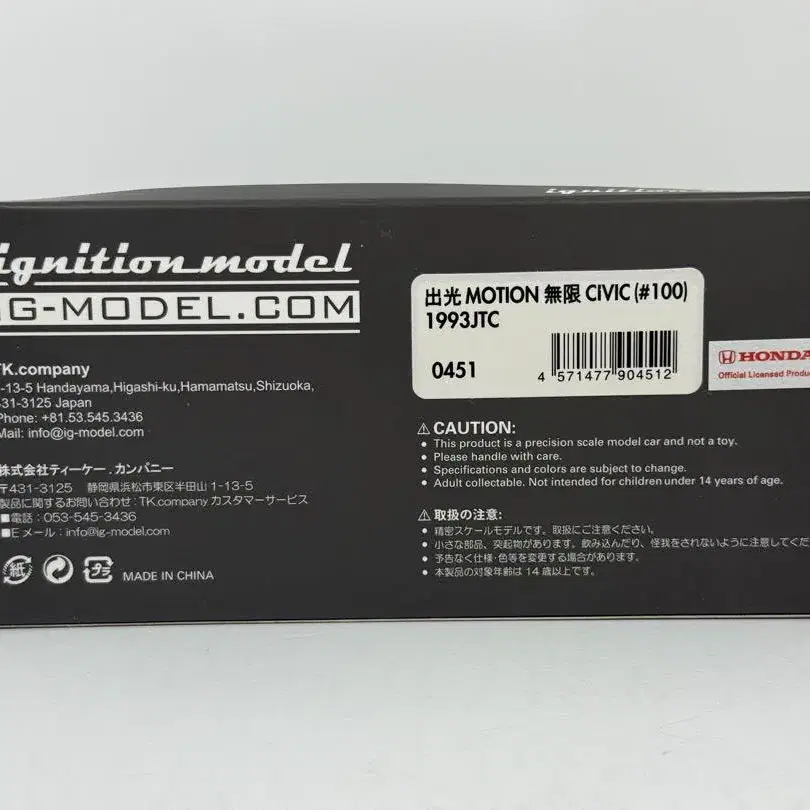 ignition model
ignition model
IG-MODEL.COM
TK.company
-13-5 Handayama,Higashi-ku,Hamamatsu,Shizuoka,
431-3125 Japan
Phone: +81.53.545.3436
Mail: info@ig-model.com
株式会社ティーケー.カンパニー
〒431-3125 静岡県浜松市東区半田山 1-13-5
製品に関するお問い合わせ:TK.company カスタマーサービス
■電話:053-545-3436
■E メール:info@ig-model.com
紙
プラ
MADE IN CHINA
出光 MOTION 無限 CiVIC (#100)
1993JTC
0451
4 571477 904512
HONDA
Official Licensed Produc
⚠ CAUTION:
• This product is a precision scale model car and not a toy.
• Please handle with care.
• Specifications and colors are subject to change.
• Adult collectable. Not intended for children under 14 years of age.
⚠ 取扱の注意:
• 精密スケールモデルです。取扱にご注意ください。
• 小さな部品、突起物があります。飲み込んだり、怪我をされないように注意してくだ
• 予告なく仕様・色等を変更する場合があります。
• 本製品の対象年齢は 14 歳以上です。